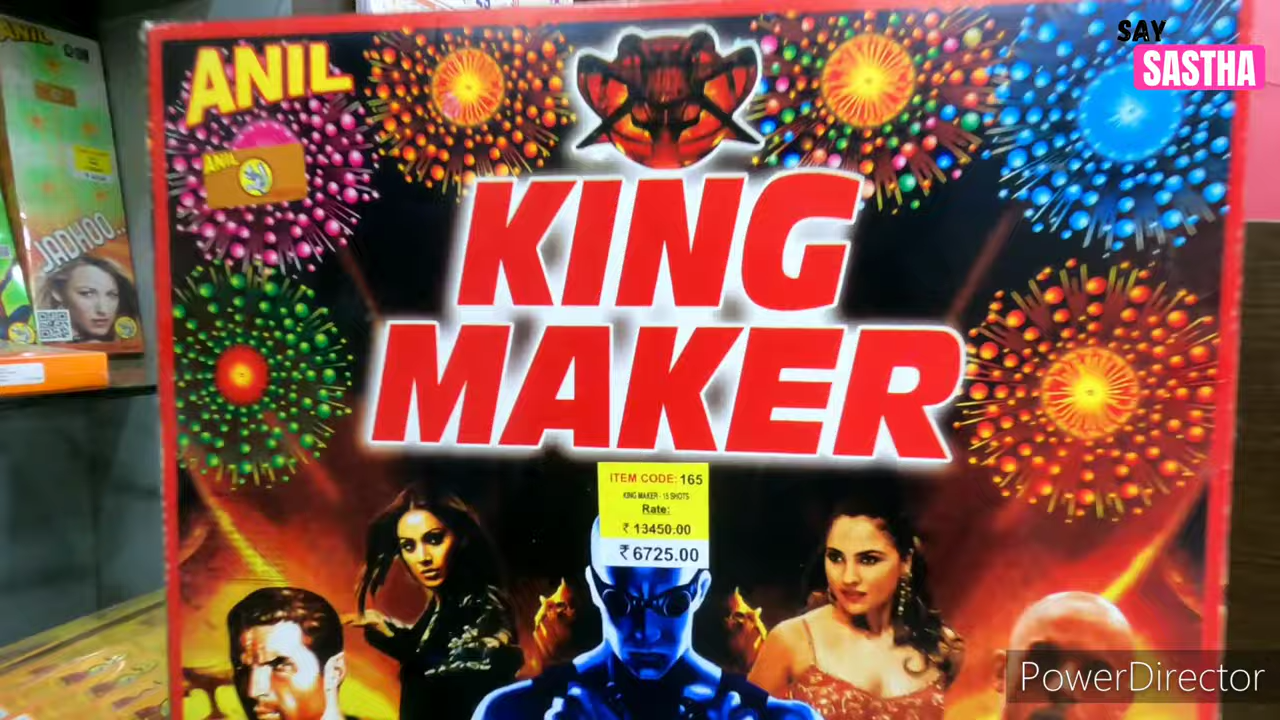 SAY
SASTHA
ANIL
ANIL
ANIL
KING
MAKER
JADHOO..
ITEM CODE: 165
KING MAKER - 15 SHOTS
Rate:
₹ 13450.00
₹ 6725.00
PowerDirector